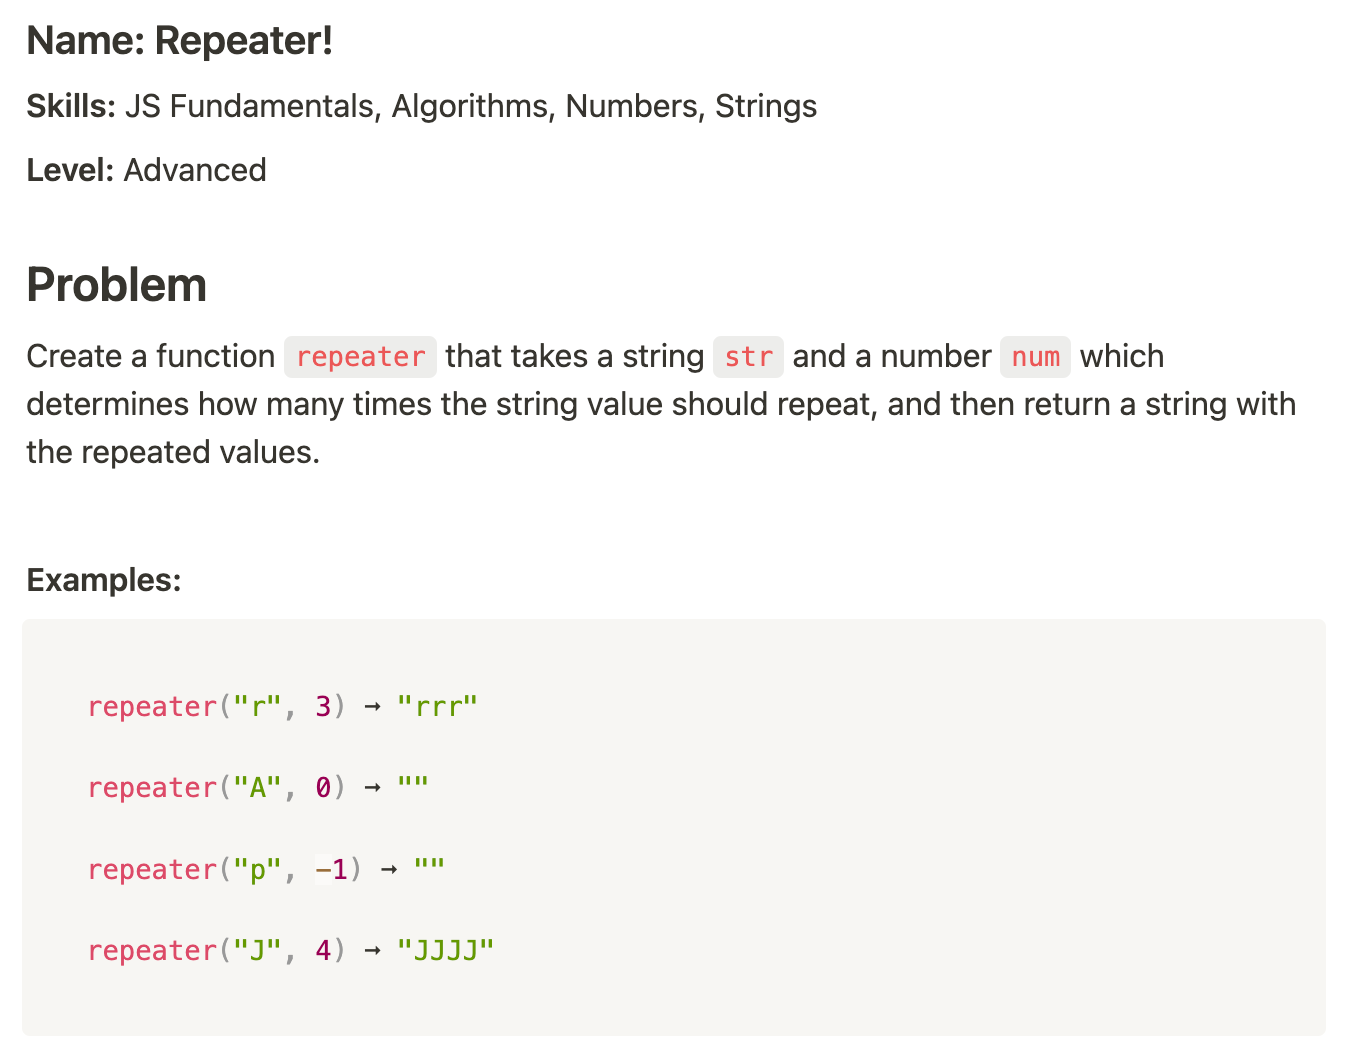 Name: Repeater!
Skills: JS Fundamentals, Algorithms, Numbers, Strings
Level: Advanced
Problem
Create a function repeater that takes a string str and a number num which
determines how many times the string value should repeat, and then return a string with
the repeated values.
Examples:
repeater("r", 3) → "rrr"
repeater("A", 0) → ""
repeater("p", -1) → ""
repeater("J", 4) → "JJJJ"